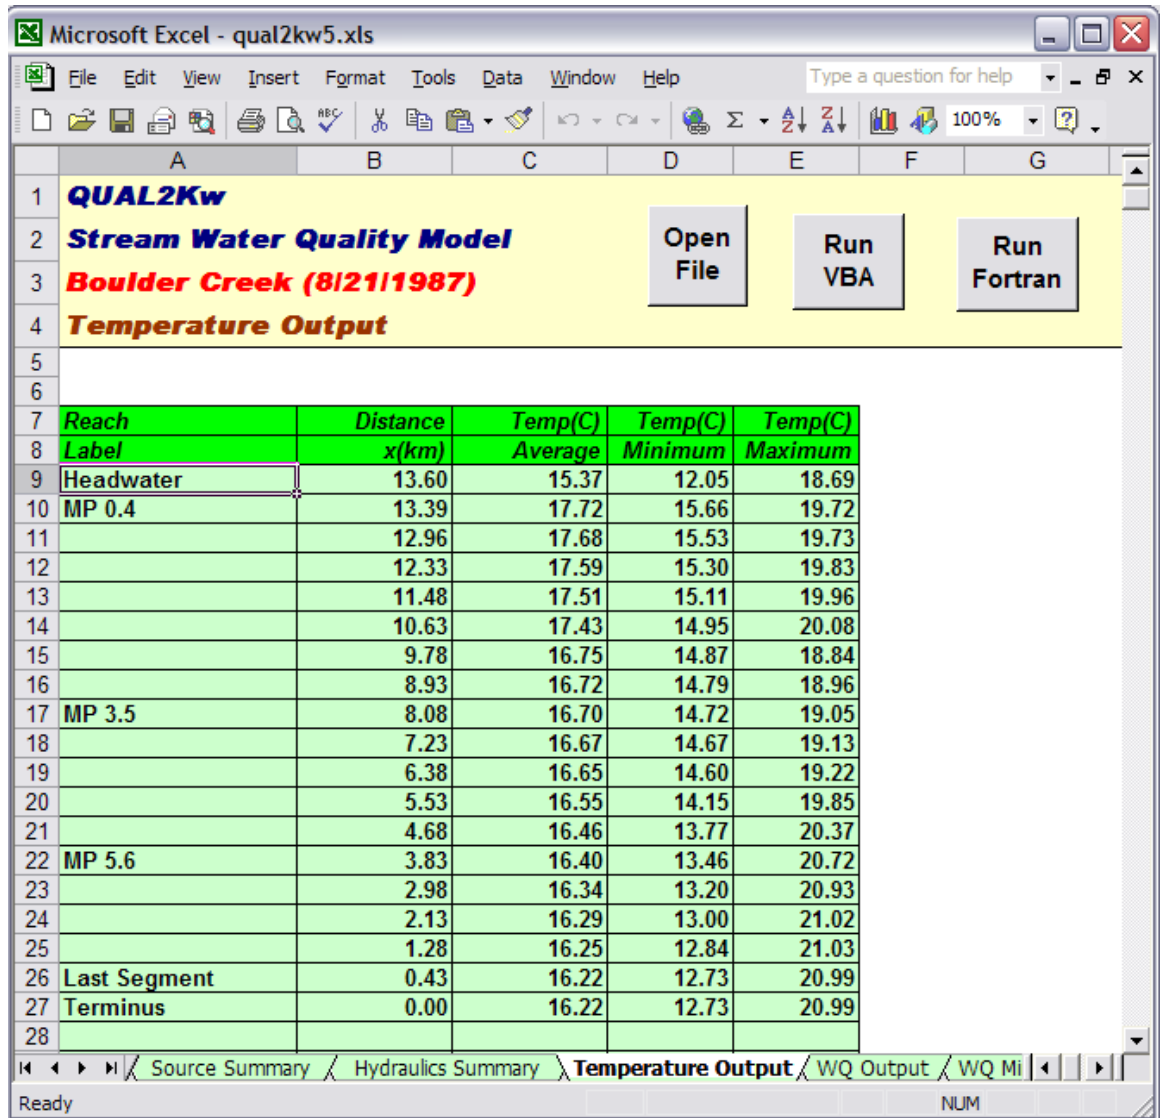 Microsoft Excel - qual2kw5.xls
File Edit View Insert Format Tools Data Window Help Type a question for help
ABC Σ A Z Z A 100% ?
A B C D E F G
1 QUAL2Kw
2 Stream Water Quality Model Open File Run VBA Run Fortran
3 Boulder Creek (8/21/1987)
4 Temperature Output
5
6
7 Reach Distance Temp(C) Temp(C) Temp(C)
8 Label x(km) Average Minimum Maximum
9 Headwater 13.60 15.37 12.05 18.69
10 MP 0.4 13.39 17.72 15.66 19.72
11 12.96 17.68 15.53 19.73
12 12.33 17.59 15.30 19.83
13 11.48 17.51 15.11 19.96
14 10.63 17.43 14.95 20.08
15 9.78 16.75 14.87 18.84
16 8.93 16.72 14.79 18.96
17 MP 3.5 8.08 16.70 14.72 19.05
18 7.23 16.67 14.67 19.13
19 6.38 16.65 14.60 19.22
20 5.53 16.55 14.15 19.85
21 4.68 16.46 13.77 20.37
22 MP 5.6 3.83 16.40 13.46 20.72
23 2.98 16.34 13.20 20.93
24 2.13 16.29 13.00 21.02
25 1.28 16.25 12.84 21.03
26 Last Segment 0.43 16.22 12.73 20.99
27 Terminus 0.00 16.22 12.73 20.99
28
Source Summary Hydraulics Summary Temperature Output WQ Output WQ Mi
Ready NUM